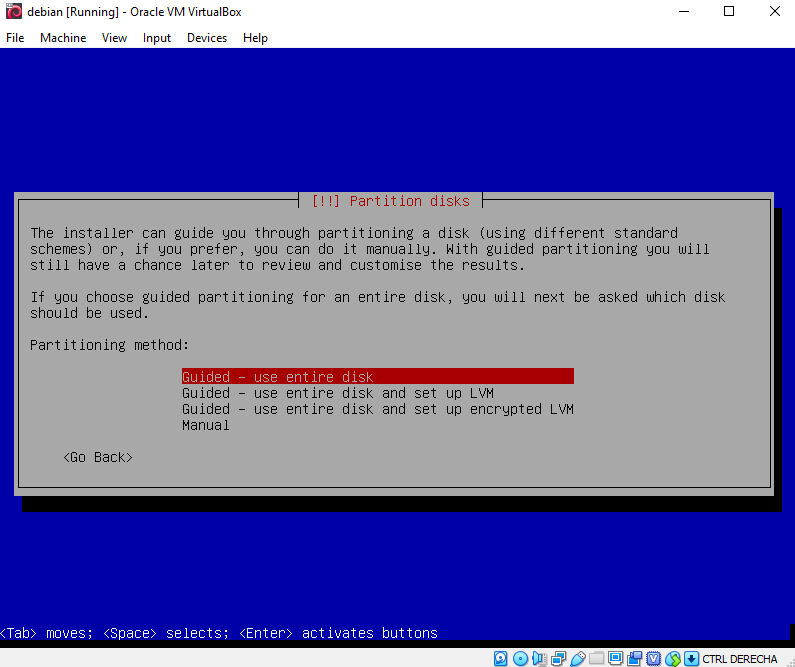 debian [Running] - Oracle VM VirtualBox
File Machine View Input Devices Help
[!!] Partition disks
The installer can guide you through partitioning a disk (using different standard
schemes) or, if you prefer, you can do it manually. With guided partitioning you will
still have a chance later to review and customise the results.
If you choose guided partitioning for an entire disk, you will next be asked which disk
should be used.
Partitioning method:
Guided - use entire disk
Guided - use entire disk and set up LVM
Guided - use entire disk and set up encrypted LVM
Manual
<Go Back>
<Tab> moves; <Space> selects; <Enter> activates buttons
CTRL DERECHA